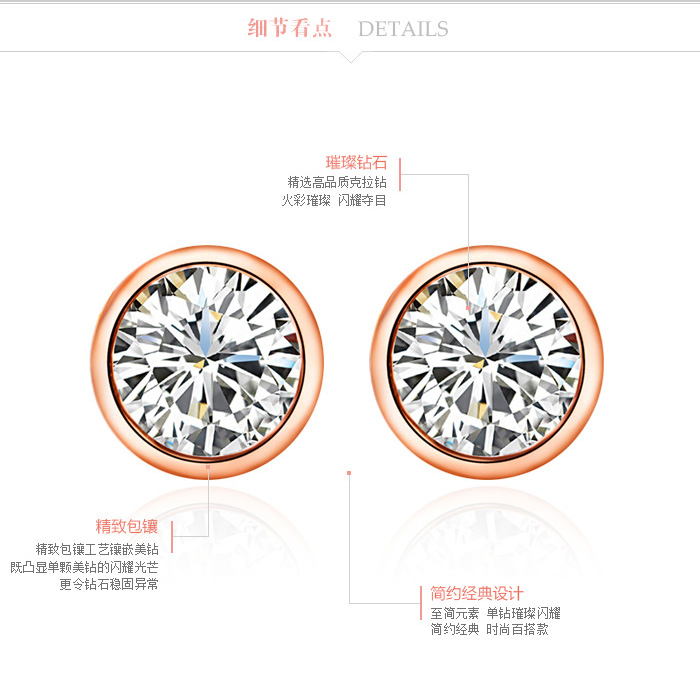 细节看点 DETAILS
璀璨钻石
精选高品质克拉钻
火彩璀璨 闪耀夺目
精致包镶
精致包镶工艺镶嵌美钻
既凸显单颗美钻的闪耀光芒
更令钻石稳固异常
简约经典设计
至简元素 单钻璀璨闪耀
简约经典 时尚百搭款